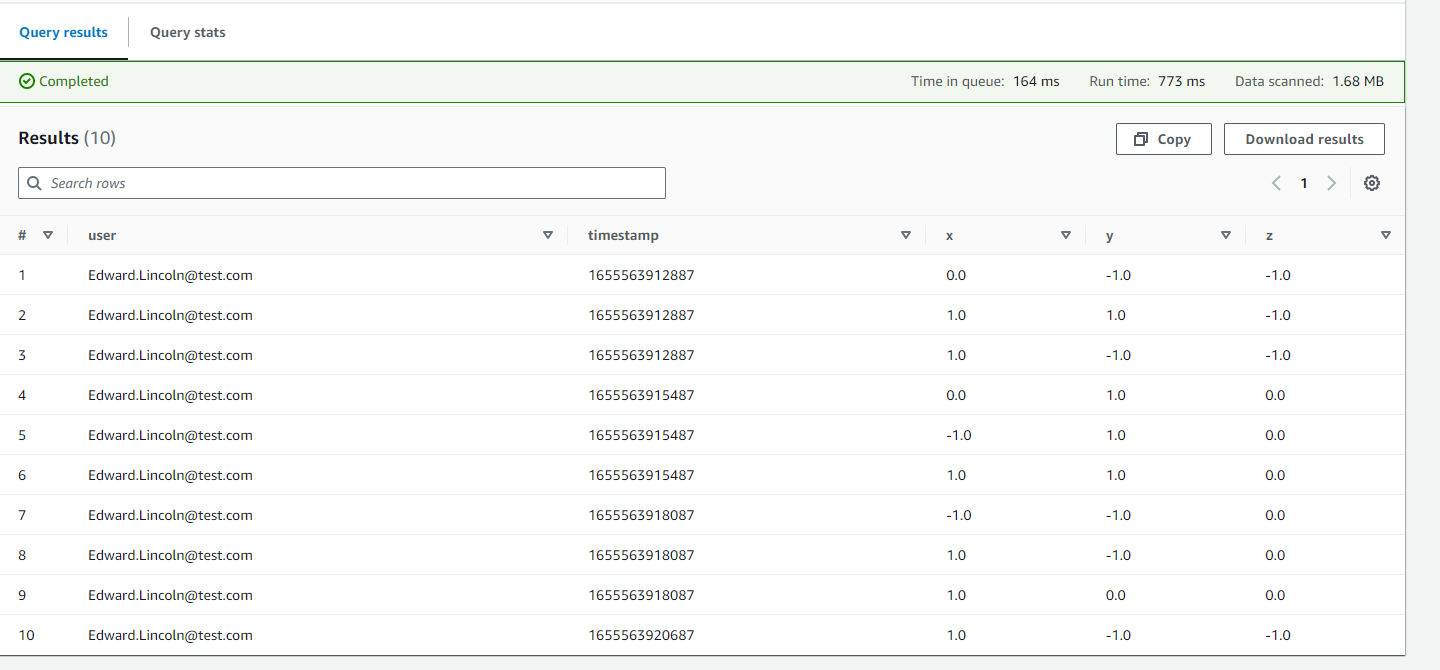 Query results Query stats
Completed Time in queue: 164 ms Run time: 773 ms Data scanned: 1.68 MB
Results (10) Copy Download results
Search rows 1
# user timestamp x y z
1 Edward.Lincoln@test.com 1655563912887 0.0 -1.0 -1.0
2 Edward.Lincoln@test.com 1655563912887 1.0 1.0 -1.0
3 Edward.Lincoln@test.com 1655563912887 1.0 -1.0 -1.0
4 Edward.Lincoln@test.com 1655563915487 0.0 1.0 0.0
5 Edward.Lincoln@test.com 1655563915487 -1.0 1.0 0.0
6 Edward.Lincoln@test.com 1655563915487 1.0 1.0 0.0
7 Edward.Lincoln@test.com 1655563918087 -1.0 -1.0 0.0
8 Edward.Lincoln@test.com 1655563918087 1.0 -1.0 0.0
9 Edward.Lincoln@test.com 1655563918087 1.0 0.0 0.0
10 Edward.Lincoln@test.com 1655563920687 1.0 -1.0 -1.0